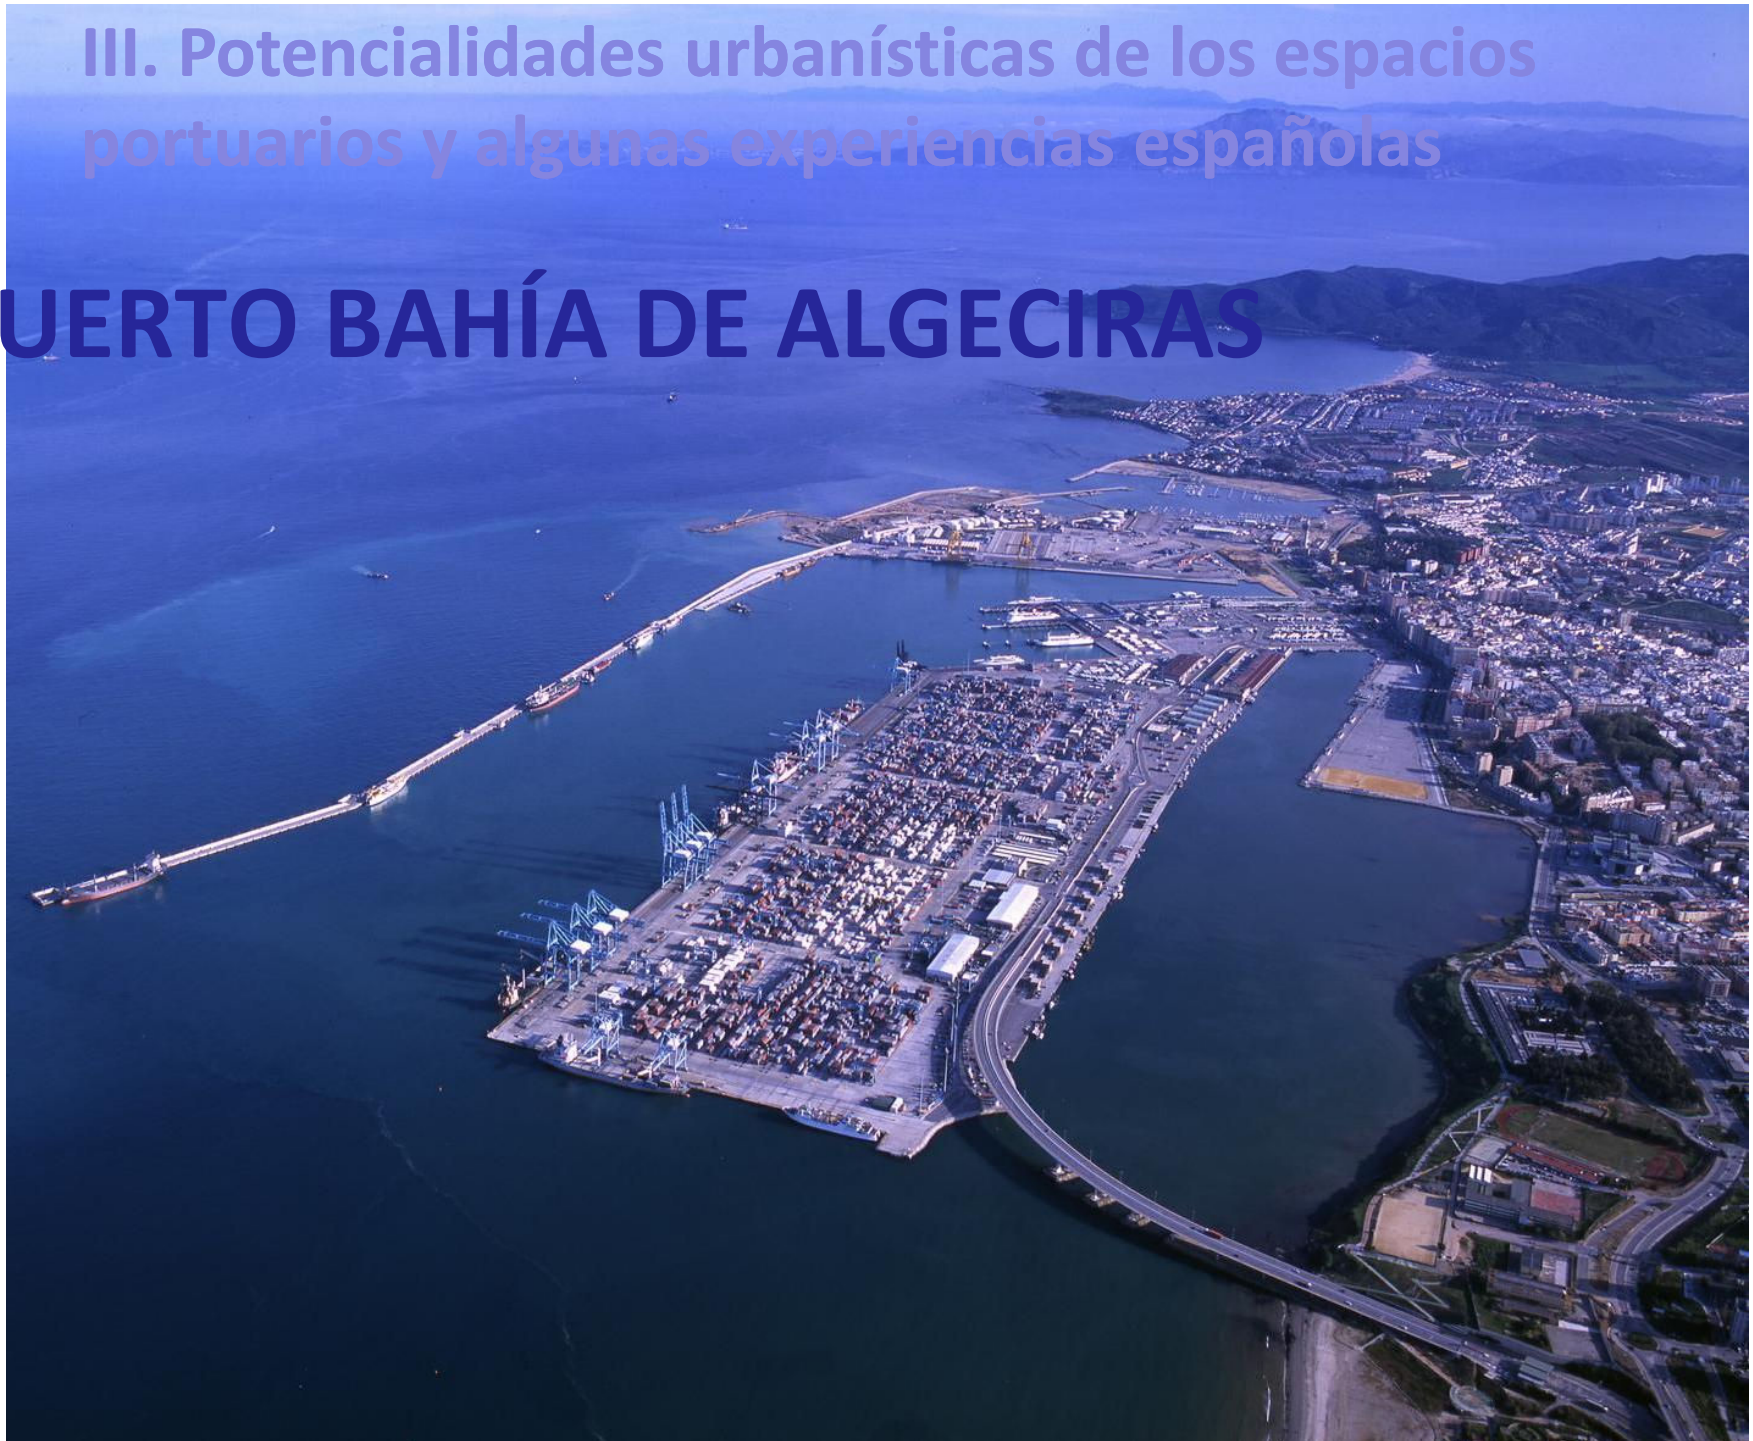 III. Potencialidades urbanísticas de los espacios
portuarios y algunas experiencias españolas
UERTO BAHÍA DE ALGECIRAS